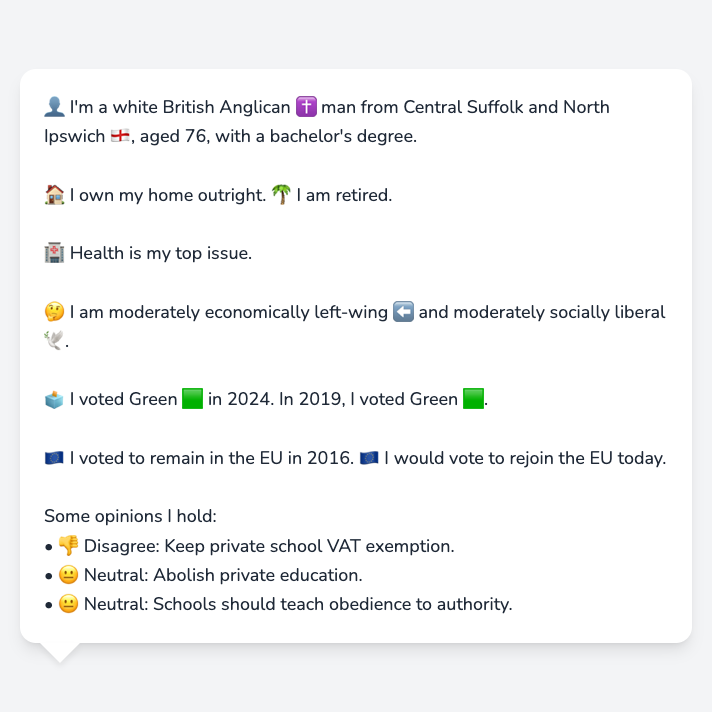 👤 I'm a white British Anglican ✝️ man from Central Suffolk and North
Ipswich 🏴󠁧󠁢󠁥󠁮󠁧󠁿, aged 76, with a bachelor's degree.
🏠 I own my home outright. 🌴 I am retired.
🏥 Health is my top issue.
🤔 I am moderately economically left-wing ⬅️ and moderately socially liberal
🕊️.
🗳️ I voted Green 🟩 in 2024. In 2019, I voted Green 🟩.
🇪🇺 I voted to remain in the EU in 2016. 🇪🇺 I would vote to rejoin the EU today.
Some opinions I hold:
• 👎 Disagree: Keep private school VAT exemption.
• 😐 Neutral: Abolish private education.
• 😐 Neutral: Schools should teach obedience to authority.